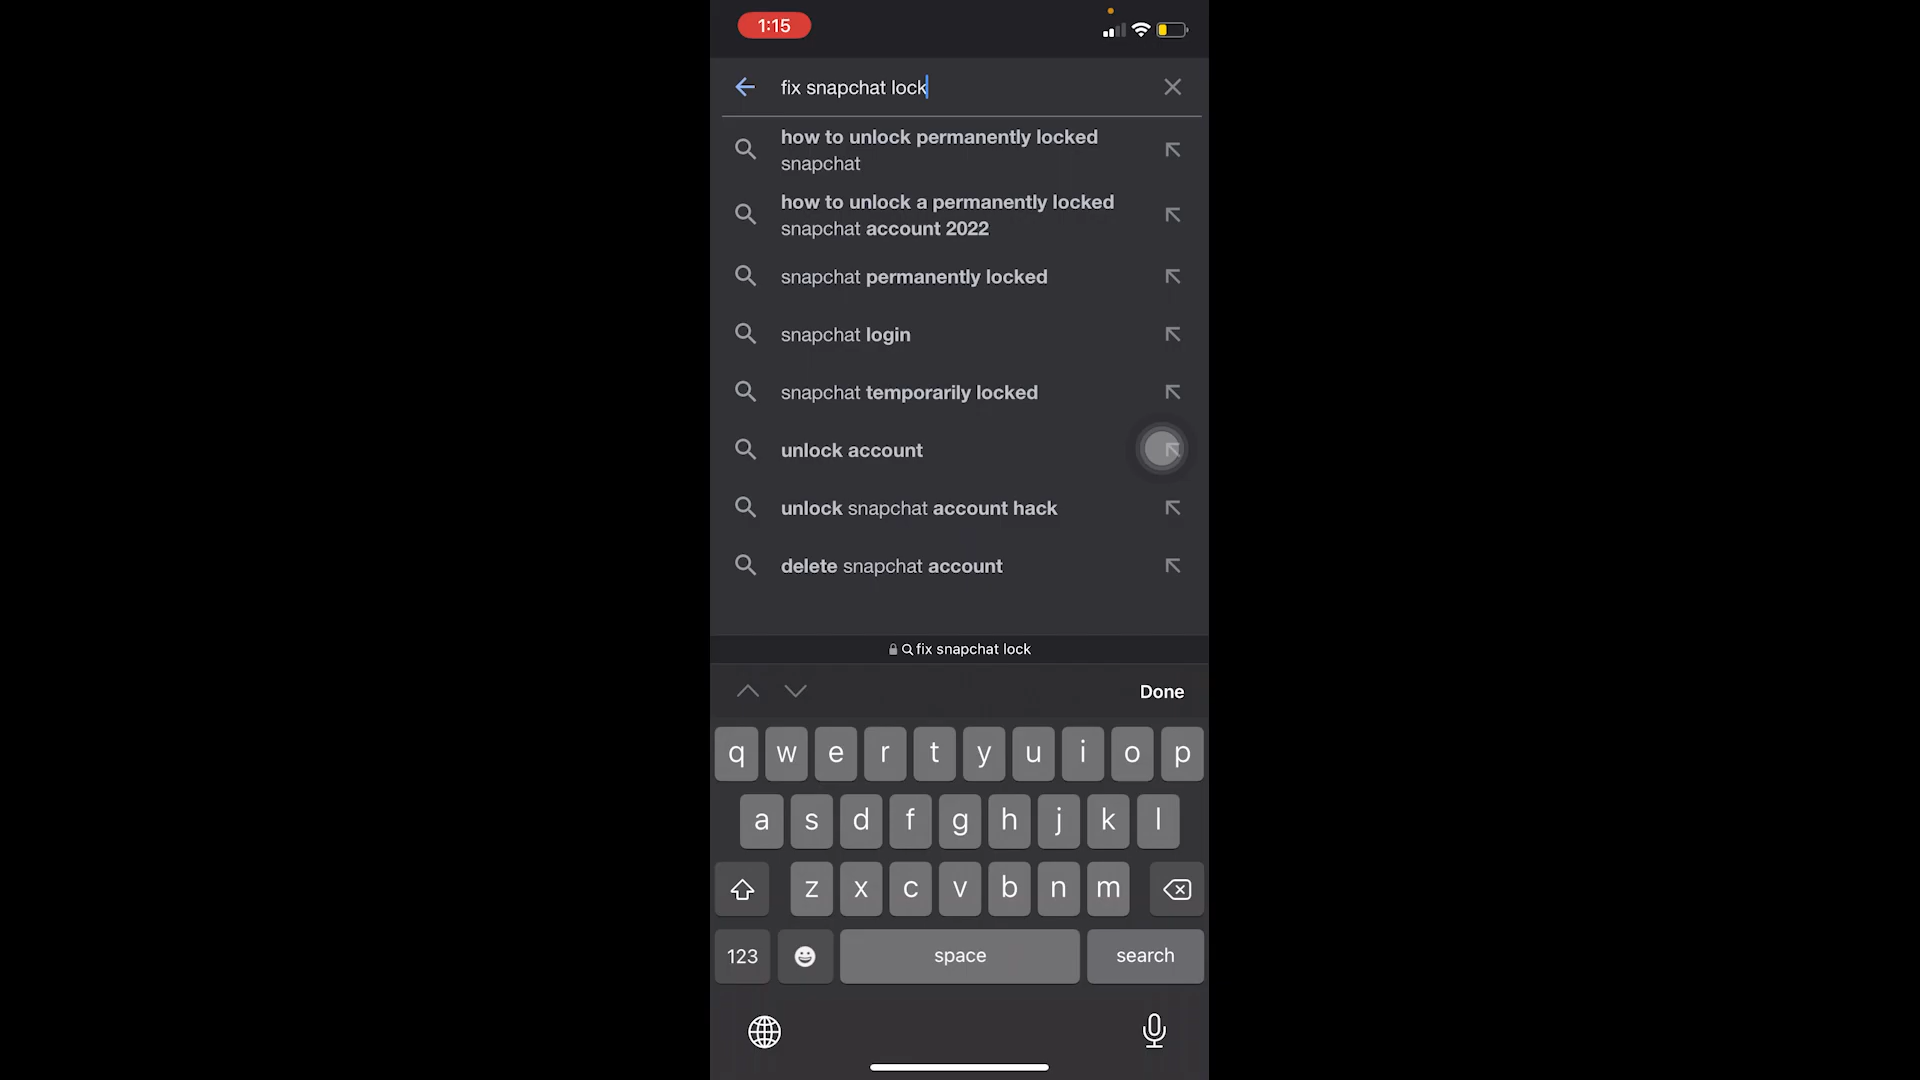 1:15
fix snapchat lock
how to unlock permanently locked
snapchat
how to unlock a permanently locked
snapchat account 2022
snapchat permanently locked
snapchat login
snapchat temporarily locked
unlock account
unlock snapchat account hack
delete snapchat account
fix snapchat lock
Done
q w e r t y u i o p
a s d f g h j k l
z x c v b n m
123 space search